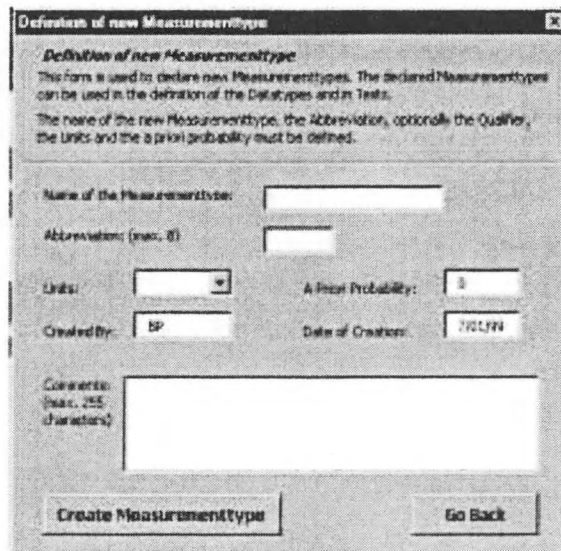 Definition of new Measurementtype
Definition of new Measurementtype
This form is used to declare new Measurementtypes. The declared Measurementtypes
can be used in the definition of the Datatypes and in Tests.
The name of the new Measurementtype, the Abbreviation, optionally the Qualifier,
the Units and the a priori probability must be defined.
Name of the Measurementtype:
Abbreviation: (max. 8)
Units: A Priori Probability:
Created By: BP Date of Creation: 7/01/99
Comments:
(max. 255
characters)
Create Measurementtype Go Back